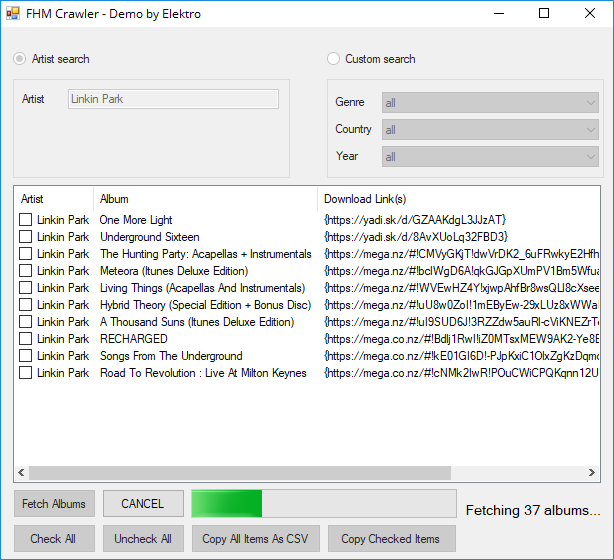 FHM Crawler - Demo by Elektro
Artist search
Custom search
Artist Linkin Park
Genre all
Country all
Year all
Artist Album Download Link(s)
Linkin Park One More Light {https://yadi.sk/d/GZAAKdgL3JJzAT}
Linkin Park Underground Sixteen {https://yadi.sk/d/8AvXUoLq32FBD3}
Linkin Park The Hunting Party: Acapellas + Instrumentals {https://mega.nz/#!CMVyGKjT!dwVrDK2_6uFRwkyE2Hfh
Linkin Park Meteora (Itunes Deluxe Edition) {https://mega.nz/#!bclWgD6A!qkGJGpXUmPV1Bm5Wfua
Linkin Park Living Things (Acapellas And Instrumentals) {https://mega.nz/#!WVEwHZ4Y!xjwpAhfBr8wsQLl8cXsee
Linkin Park Hybrid Theory (Special Edition + Bonus Disc) {https://mega.nz/#!uU8w0ZoI!1mEByEw-29xLUz8xWWa
Linkin Park A Thousand Suns (Itunes Deluxe Edition) {https://mega.nz/#!uI9SUD6J!3RZZdw5auRl-cViKNEZrT
Linkin Park RECHARGED {https://mega.co.nz/#!Bdlj1RwI!iZ0MTsxMEW9AK2-Ye8E
Linkin Park Songs From The Underground {https://mega.co.nz/#!kE01GI6D!-PJpKxiC1OlxZgKzDqmc
Linkin Park Road To Revolution : Live At Milton Keynes {https://mega.co.nz/#!cNMk2IwR!POuCWiCPQKqnn12U
Fetch Albums CANCEL Fetching 37 albums...
Check All Uncheck All Copy All Items As CSV Copy Checked Items